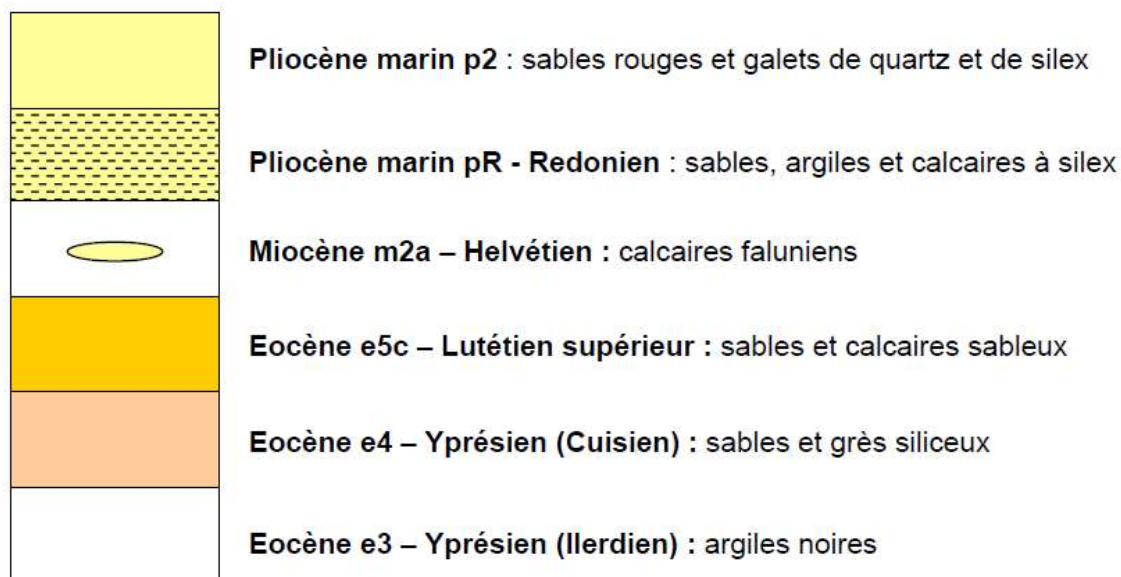 Pliocène marin p2 : sables rouges et galets de quartz et de silex
Pliocène marin pR - Redonien : sables, argiles et calcaires à silex
Miocène m2a – Helvétien : calcaires faluniens
Eocène e5c – Lutétien supérieur : sables et calcaires sableux
Eocène e4 – Yprésien (Cuisien) : sables et grès siliceux
Eocène e3 – Yprésien (Ilerdien) : argiles noires